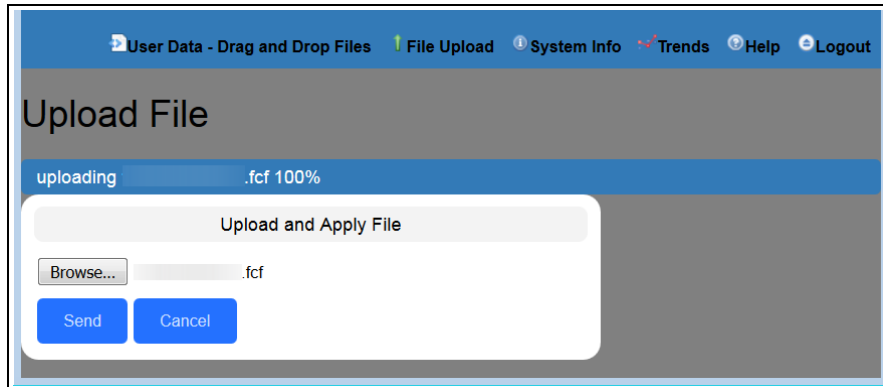 User Data - Drag and Drop Files File Upload System Info Trends Help Logout
Upload File
uploading .fcf 100%
Upload and Apply File
Browse... .fcf
Send Cancel